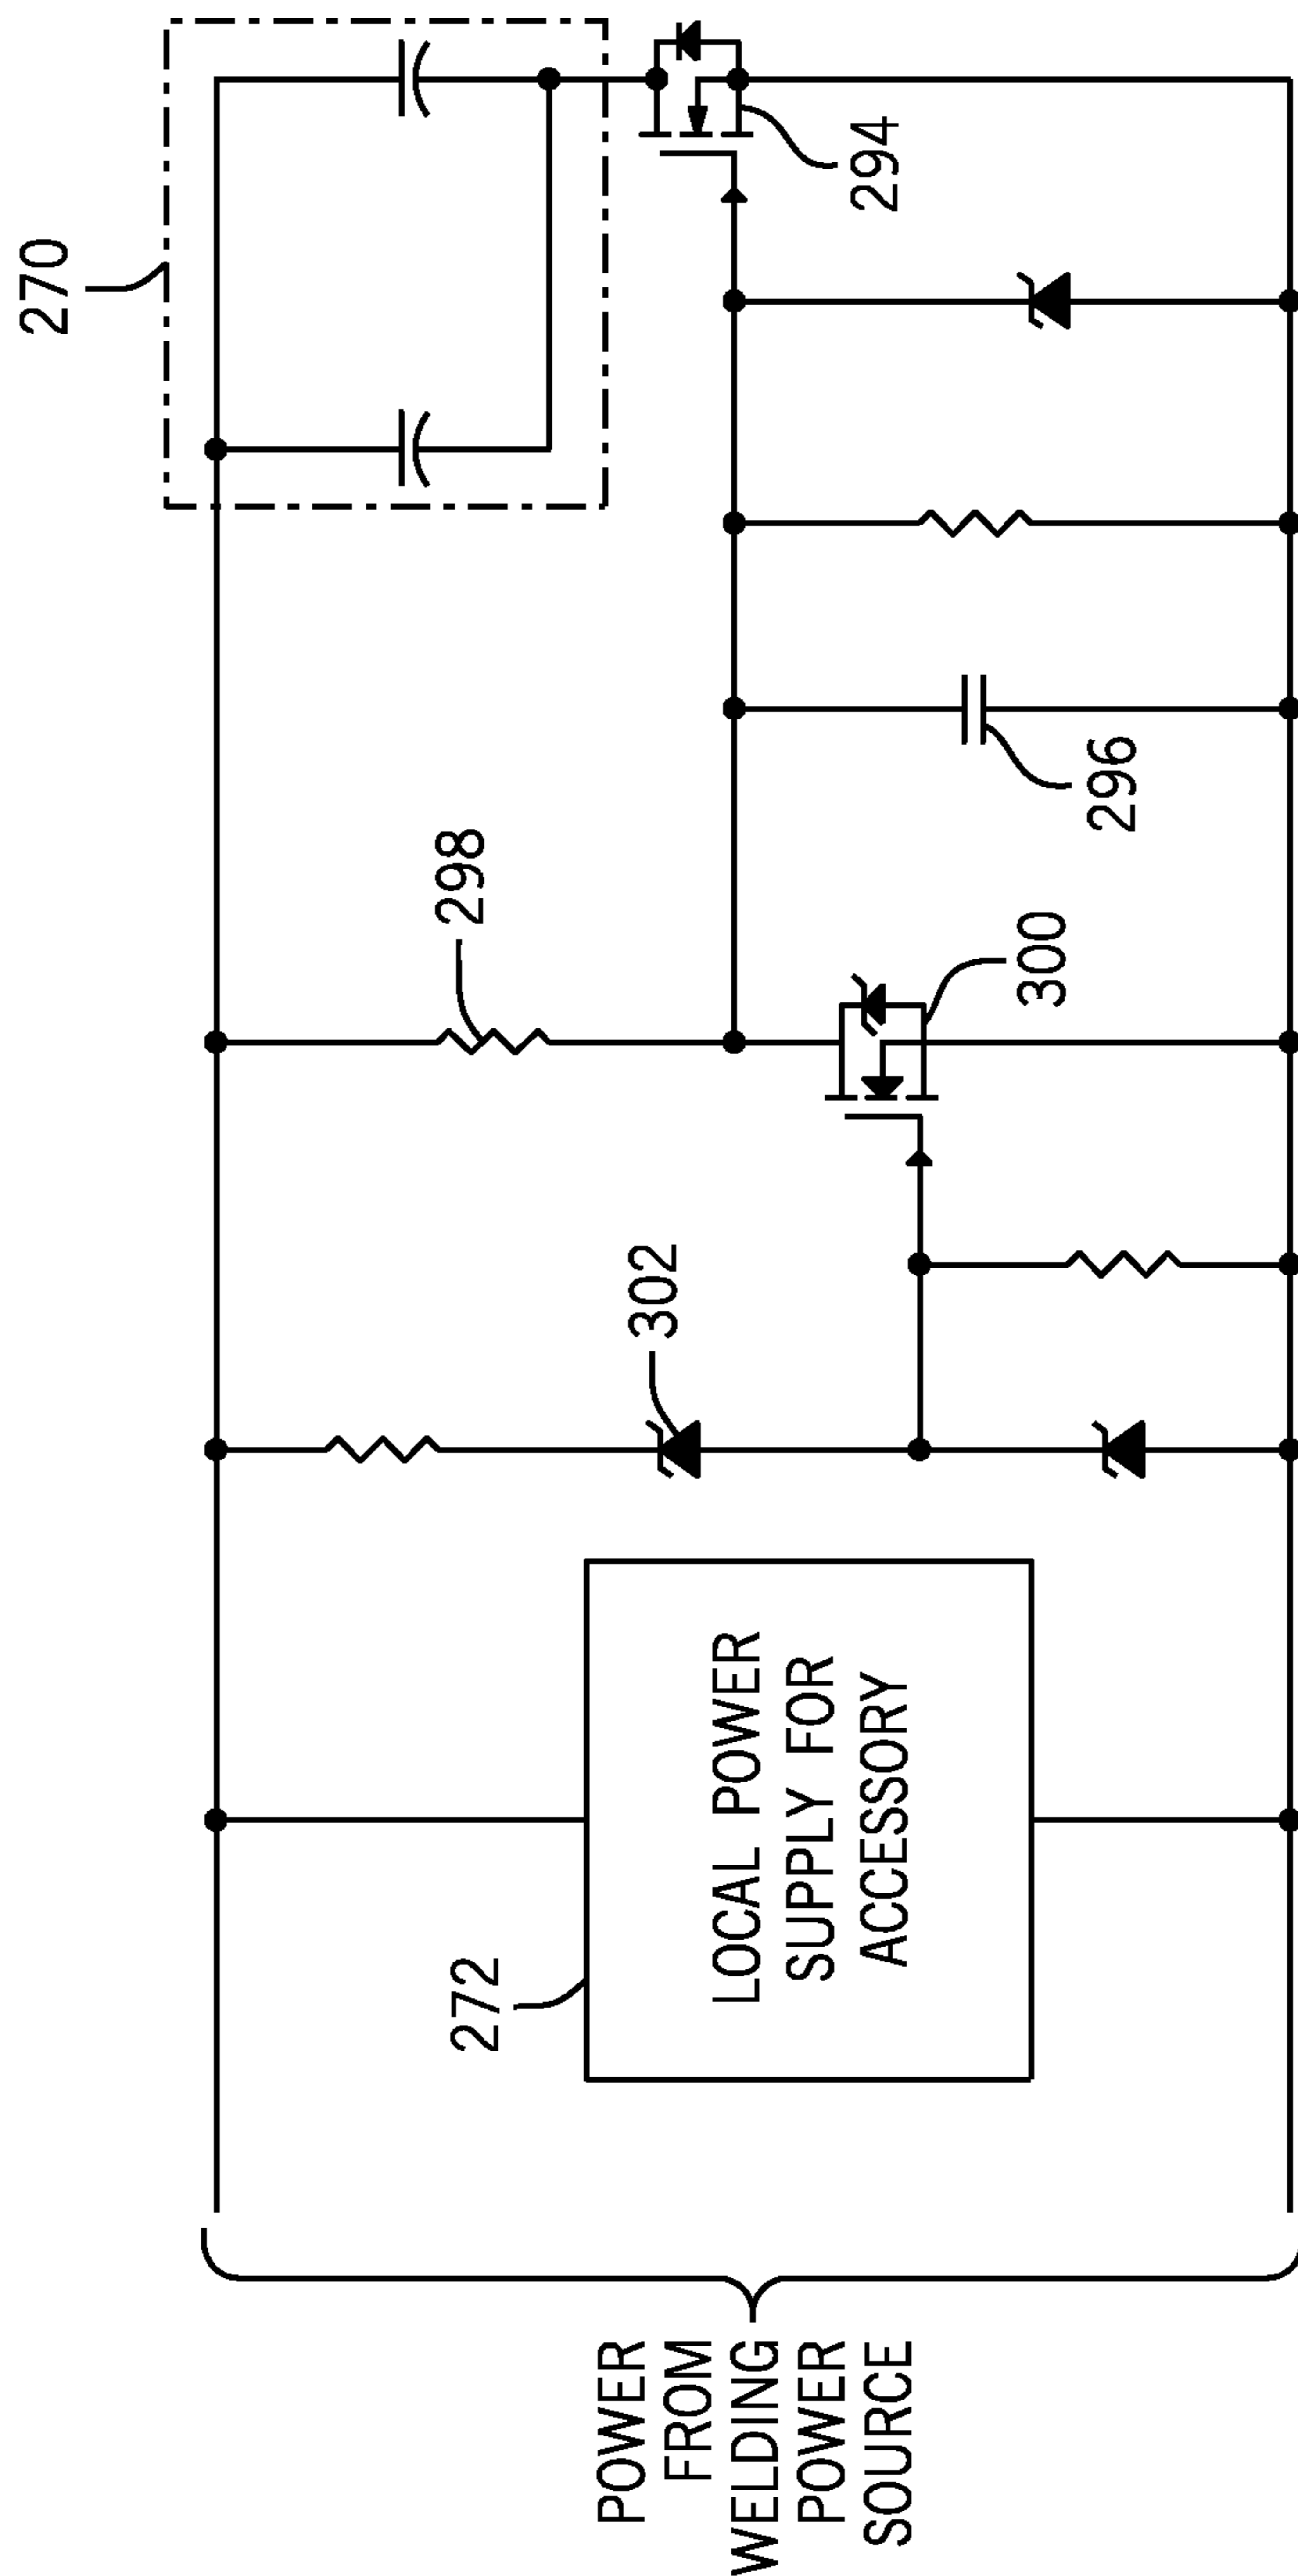 POWER
FROM
WELDING
POWER
SOURCE
272
LOCAL POWER
SUPPLY FOR
ACCESSORY
302
298
300
296
270
294